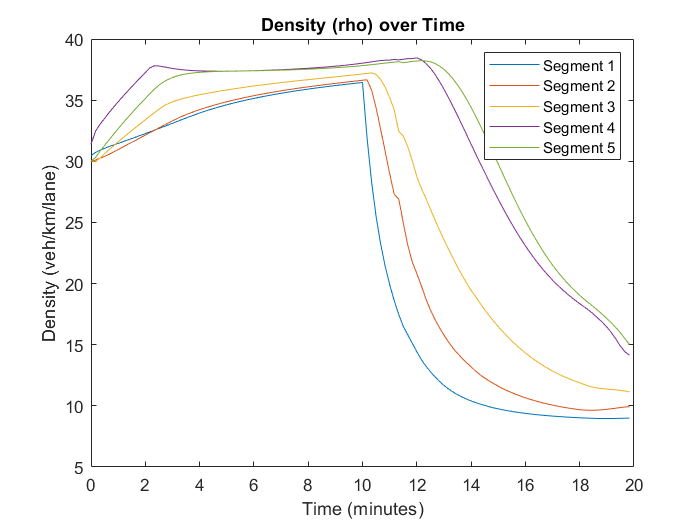 Density (rho) over Time
40
35
30
25
20
15
10
5
Density (veh/km/lane)
Segment 1
Segment 2
Segment 3
Segment 4
Segment 5
0 2 4 6 8 10 12 14 16 18 20
Time (minutes)